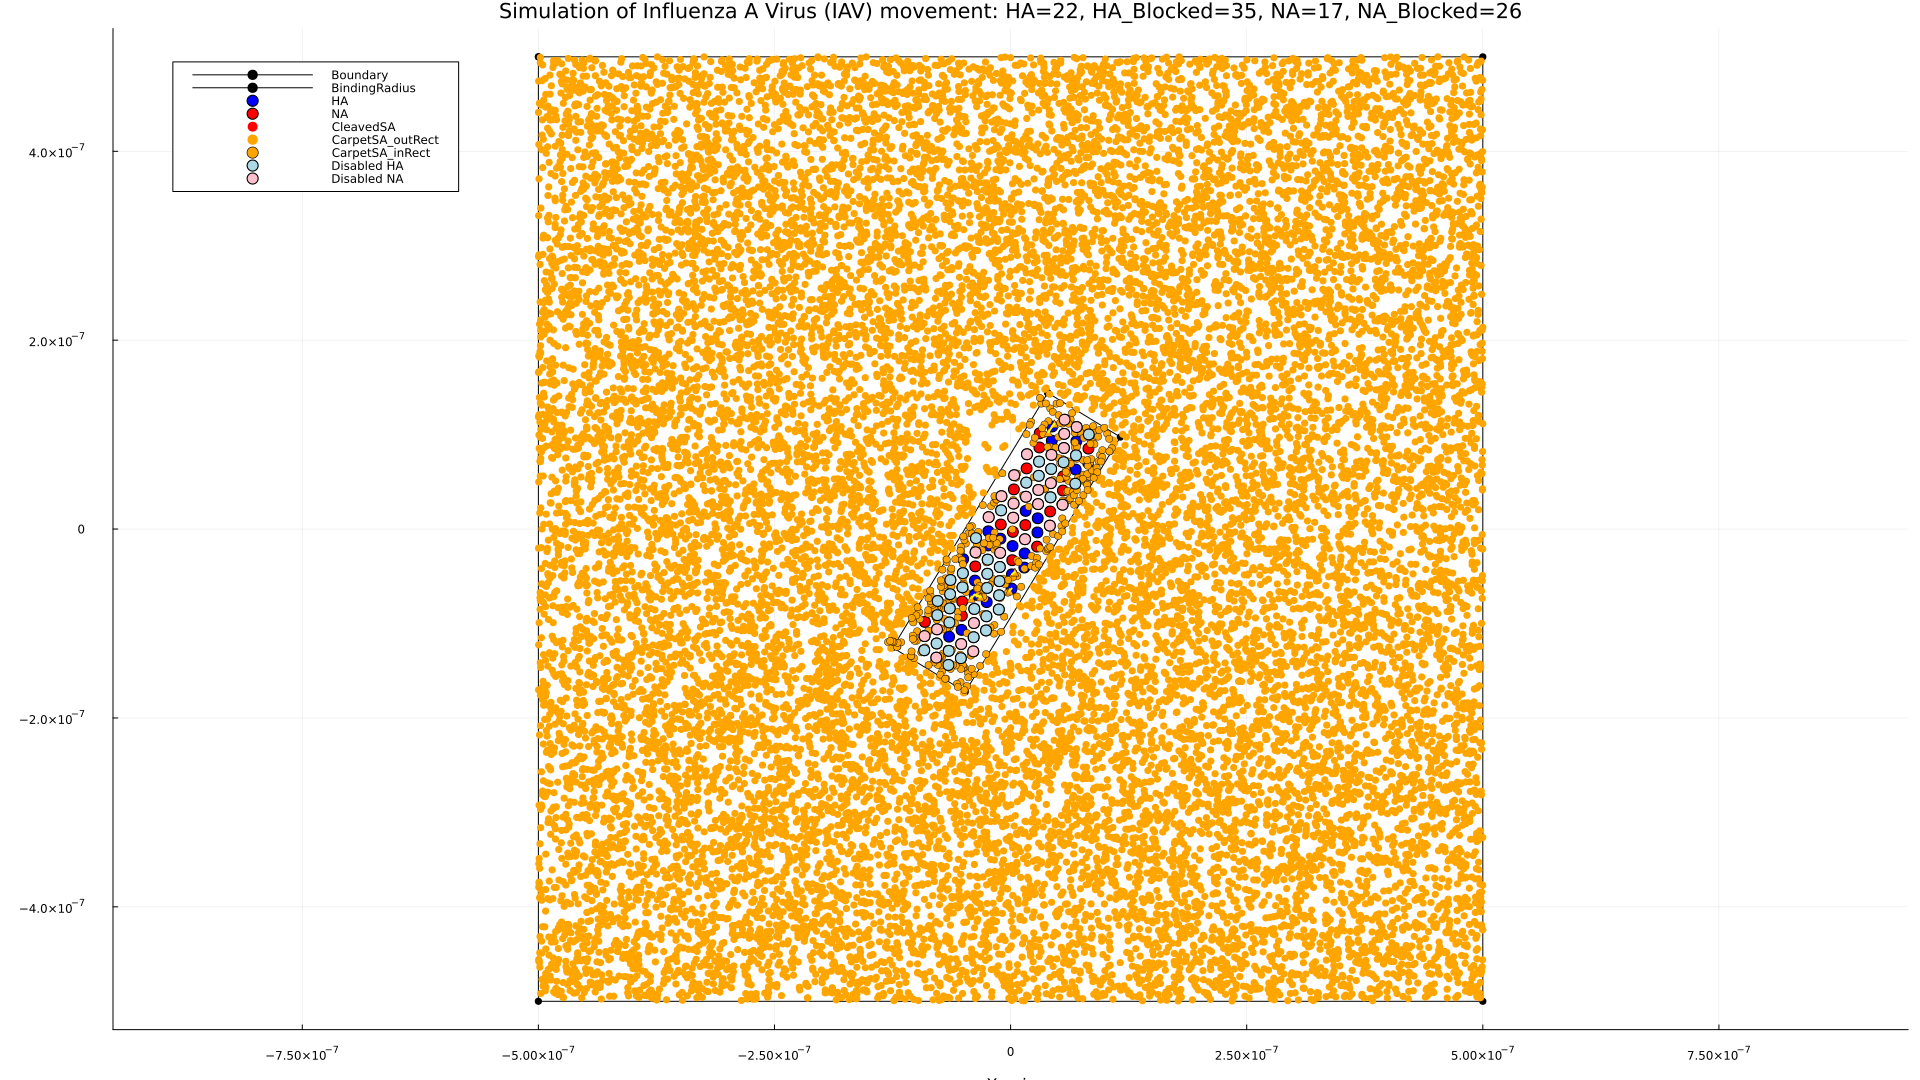 Simulation of Influenza A Virus (IAV) movement: HA=22, HA_Blocked=35, NA=17, NA_Blocked=26
Boundary
BindingRadius
HA
NA
CleavedSA
CarpetSA_outRect
CarpetSA_inRect
Disabled HA
Disabled NA
4.0×10⁻⁷
2.0×10⁻⁷
0
−2.0×10⁻⁷
−4.0×10⁻⁷
−7.50×10⁻⁷ −5.00×10⁻⁷ −2.50×10⁻⁷ 0 2.50×10⁻⁷ 5.00×10⁻⁷ 7.50×10⁻⁷